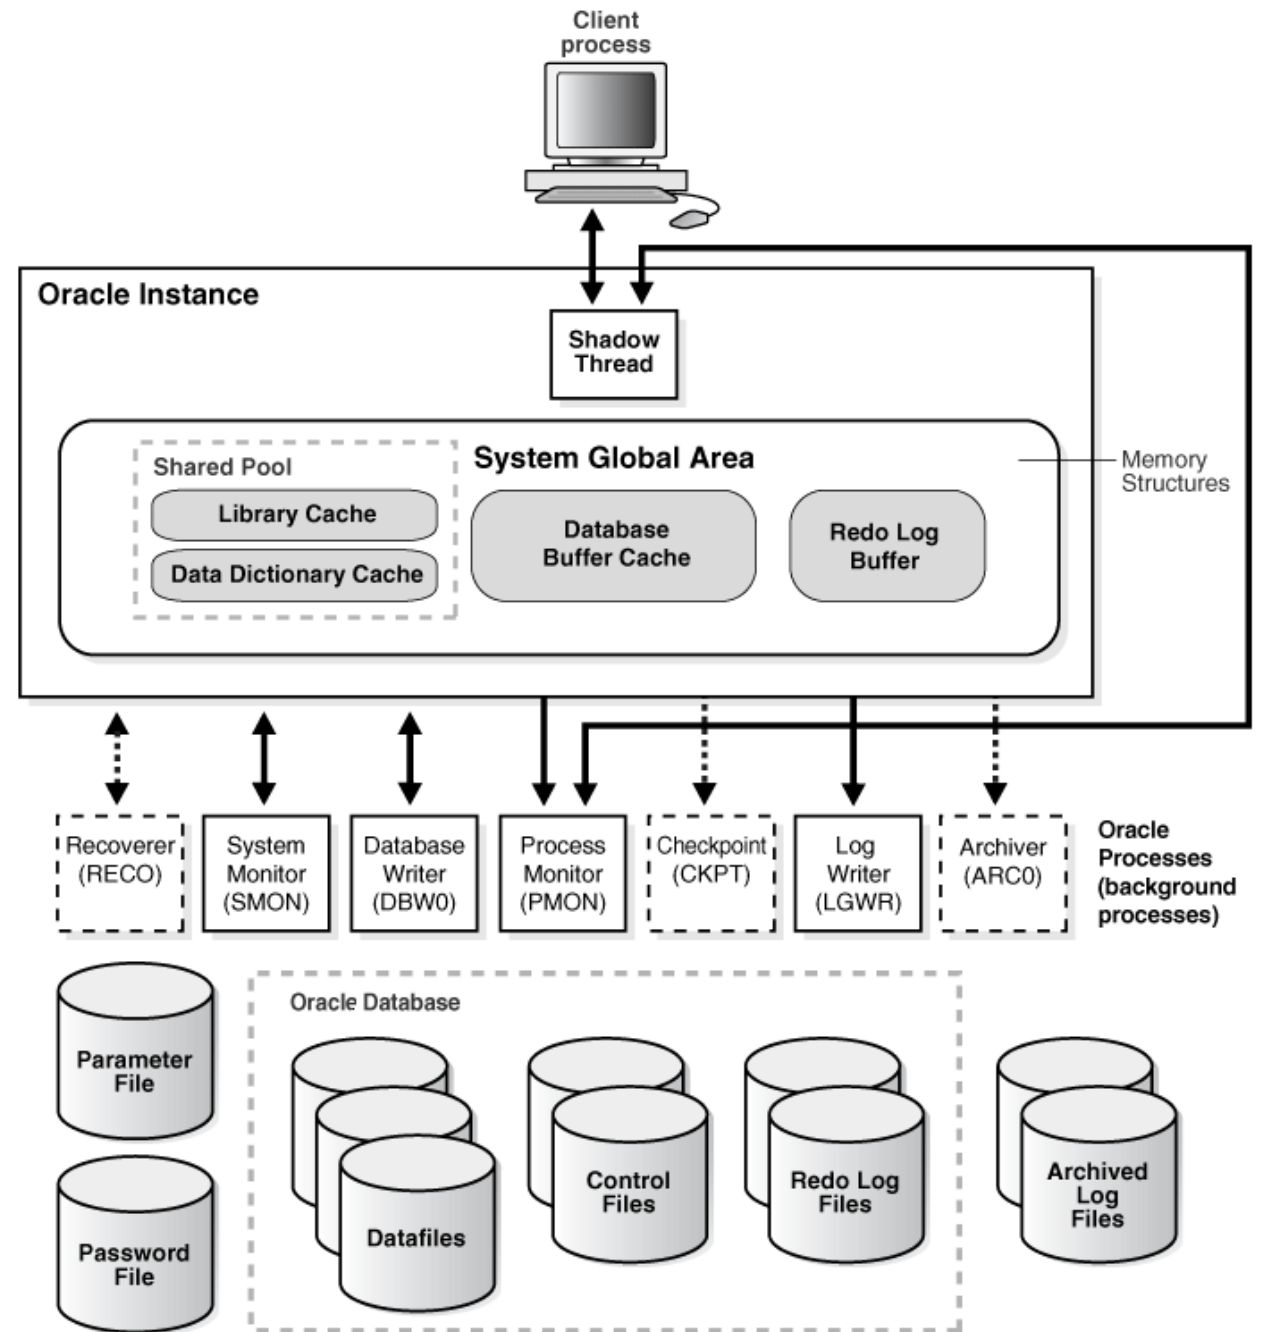 Client
process
Oracle Instance
Shadow
Thread
System Global Area
Shared Pool
Library Cache
Data Dictionary Cache
Database
Buffer Cache
Redo Log
Buffer
Memory
Structures
Recoverer
(RECO)
System
Monitor
(SMON)
Database
Writer
(DBW0)
Process
Monitor
(PMON)
Checkpoint
(CKPT)
Log
Writer
(LGWR)
Archiver
(ARC0)
Oracle
Processes
(background
processes)
Parameter
File
Password
File
Oracle Database
Datafiles
Control
Files
Redo Log
Files
Archived
Log
Files